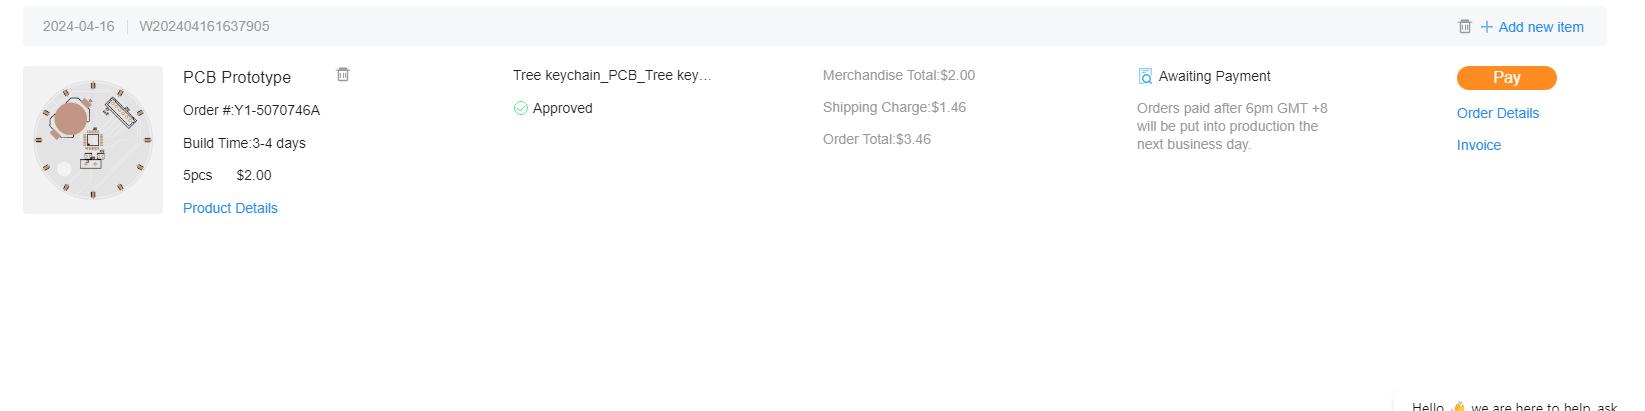 2024-04-16 W202404161637905 Add new item
PCB Prototype
Order #:Y1-5070746A
Build Time:3-4 days
5pcs $2.00
Product Details
Tree keychain_PCB_Tree key…
Approved
Merchandise Total:$2.00
Shipping Charge:$1.46
Order Total:$3.46
Awaiting Payment
Orders paid after 6pm GMT +8
will be put into production the
next business day.
Pay
Order Details
Invoice
Hello 👋 we are here to help, ask